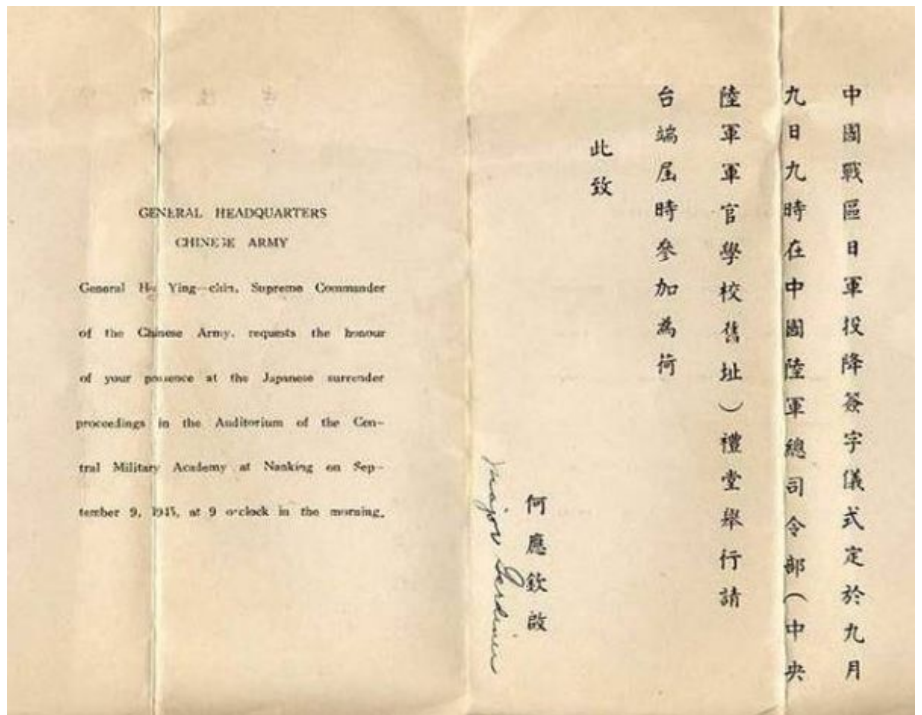 GENERAL HEADQUARTERS
CHINESE ARMY
General Ho Ying—chin, Supreme Commander
of the Chinese Army, requests the honour
of your presence at the Japanese surrender
proceedings in the Auditorium of the Cen-
tral Military Academy at Nanking on Sep-
tember 9, 1945, at 9 o'clock in the morning.
中國戰區日軍投降簽字儀式定於九月
九日九時在中國陸軍總司令部(中央
陸軍軍官學校舊址)禮堂舉行請
台端屆時參加為荷
此致
何應欽啟
Major Gardiner